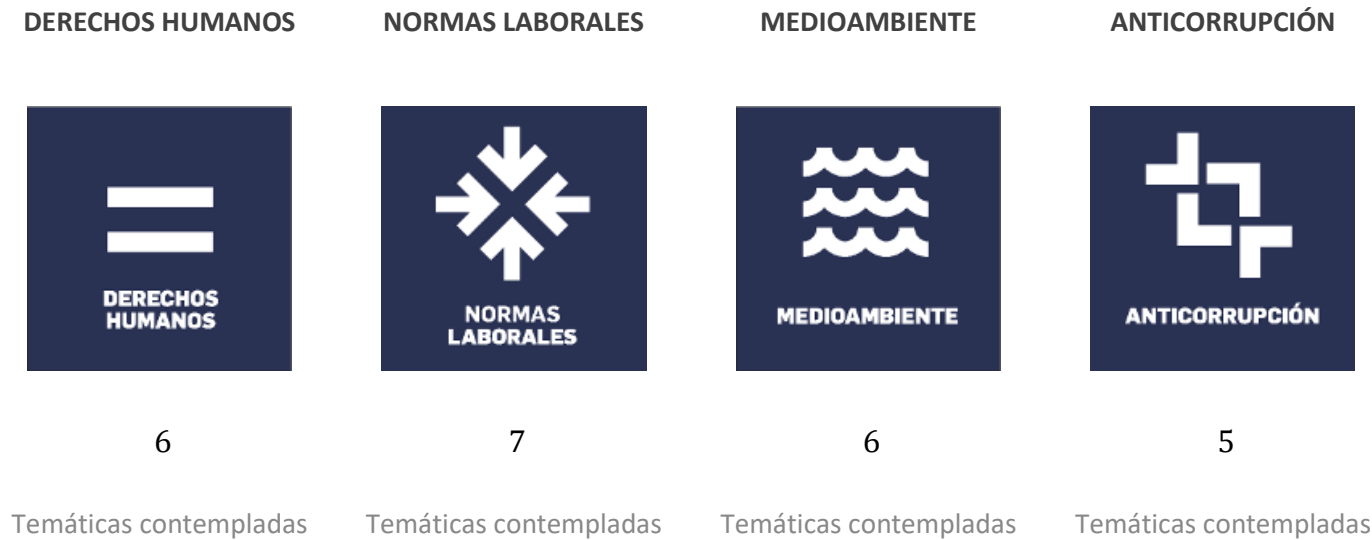 DERECHOS HUMANOS
NORMAS LABORALES
MEDIOAMBIENTE
ANTICORRUPCIÓN
DERECHOS
HUMANOS
NORMAS
LABORALES
MEDIOAMBIENTE
ANTICORRUPCIÓN
6
7
6
5
Temáticas contempladas
Temáticas contempladas
Temáticas contempladas
Temáticas contempladas